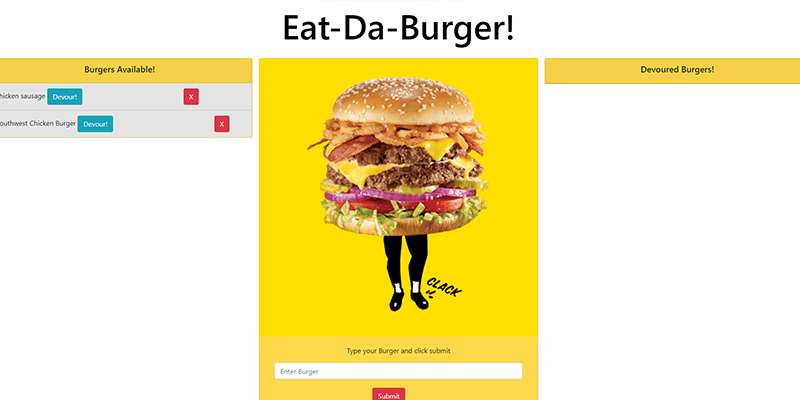 Eat-Da-Burger!
Burgers Available!
hicken sausage Devour! X
outhwest Chicken Burger Devour! X
CLACK
Type your Burger and click submit
Enter Burger
Submit
Devoured Burgers!